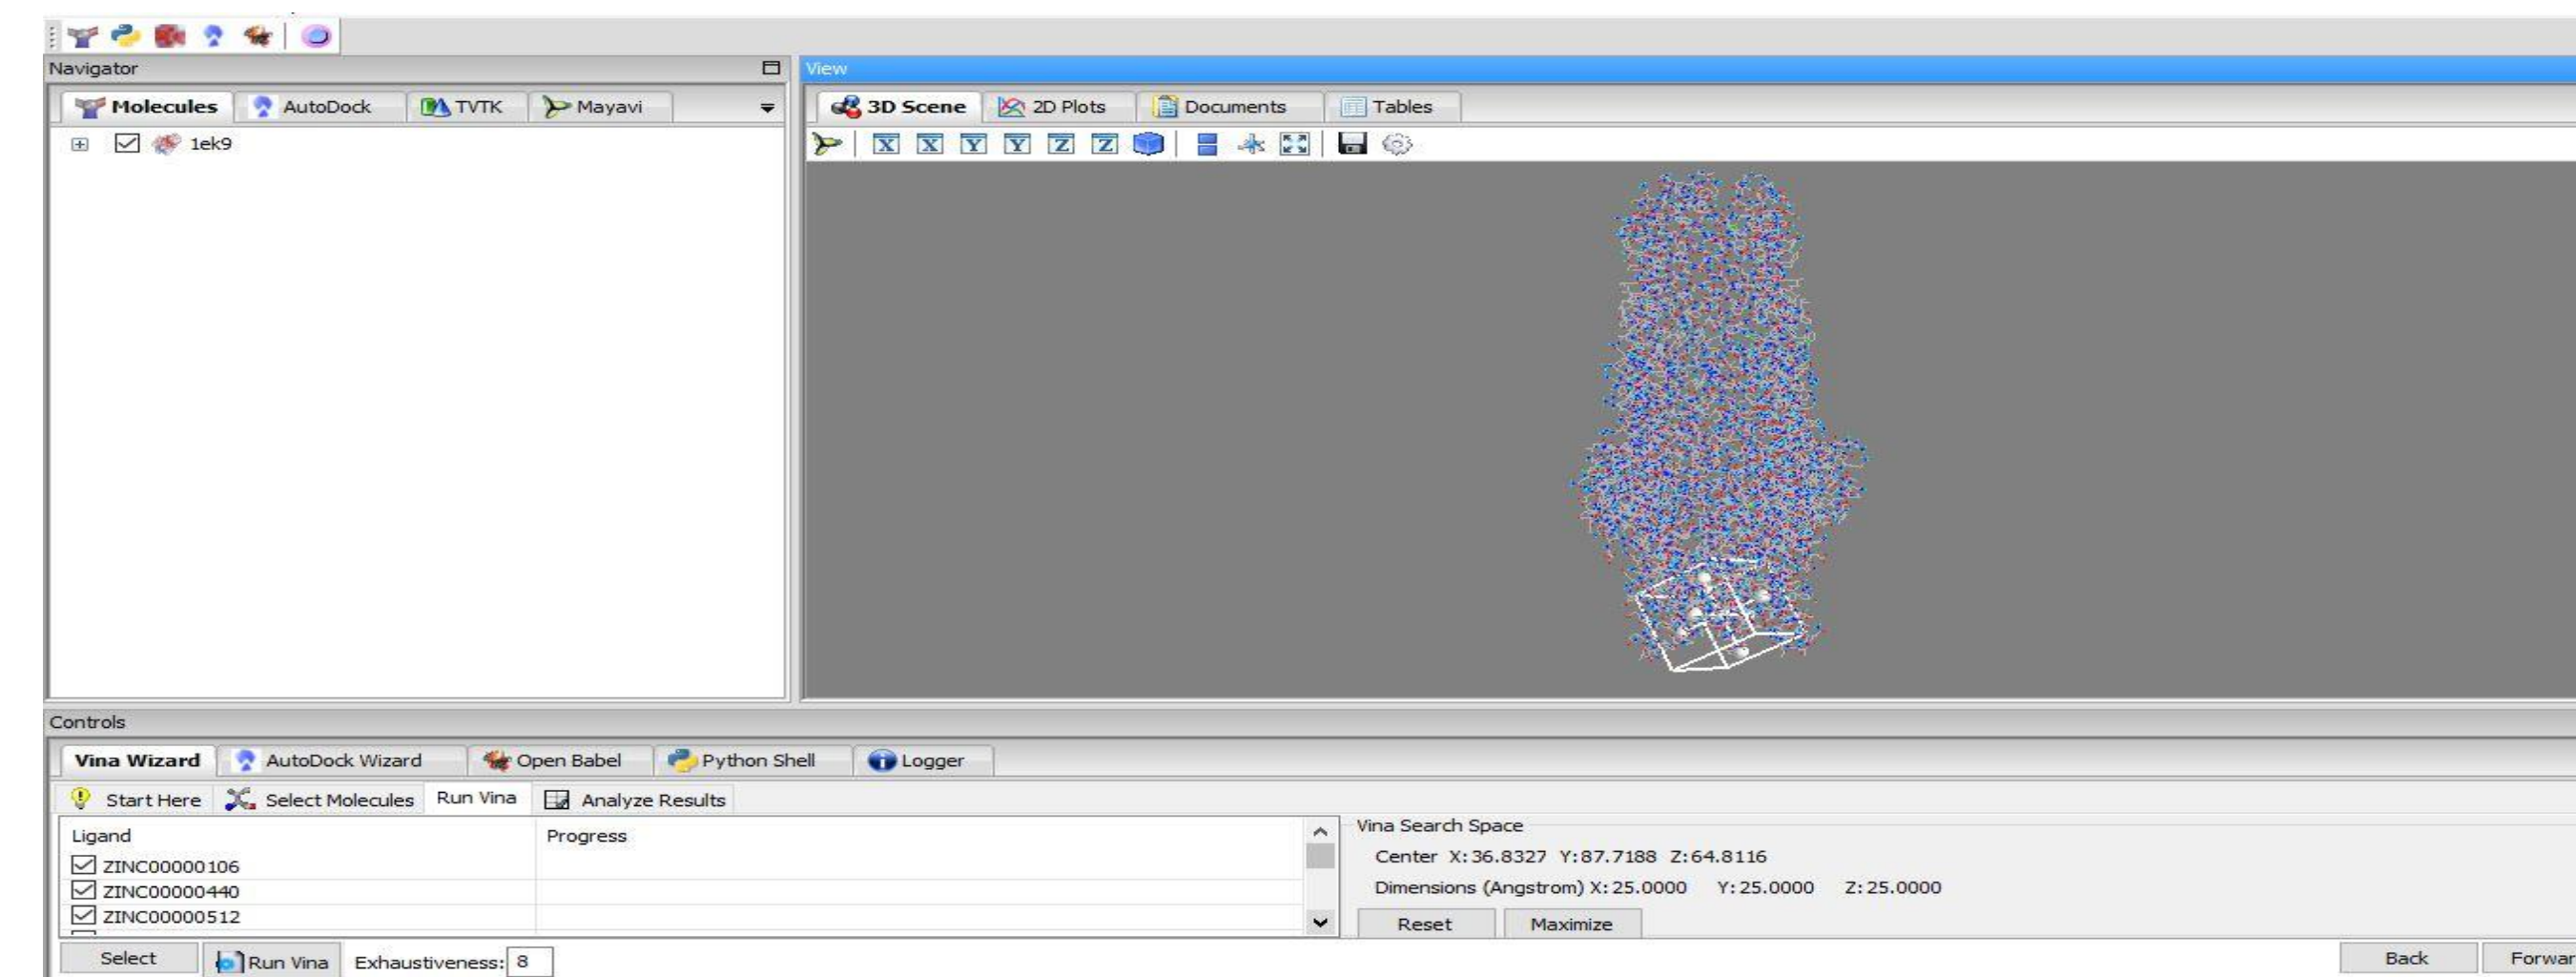 Navigator
View
Molecules AutoDock TVTK Mayavi
3D Scene 2D Plots Documents Tables
1ek9
X X Y Y Z Z
Controls
Vina Wizard AutoDock Wizard Open Babel Python Shell Logger
Start Here Select Molecules Run Vina Analyze Results
Ligand Progress
ZINC00000106
ZINC00000440
ZINC00000512
Vina Search Space
Center X:36.8327 Y:87.7188 Z:64.8116
Dimensions (Angstrom) X:25.0000 Y:25.0000 Z:25.0000
Reset Maximize
Select Run Vina Exhaustiveness: 8
Back Forwar